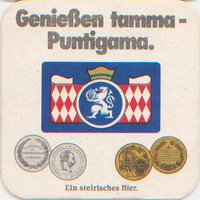 Genießen tamma -
Puntigama.
Ein steirisches Bier.